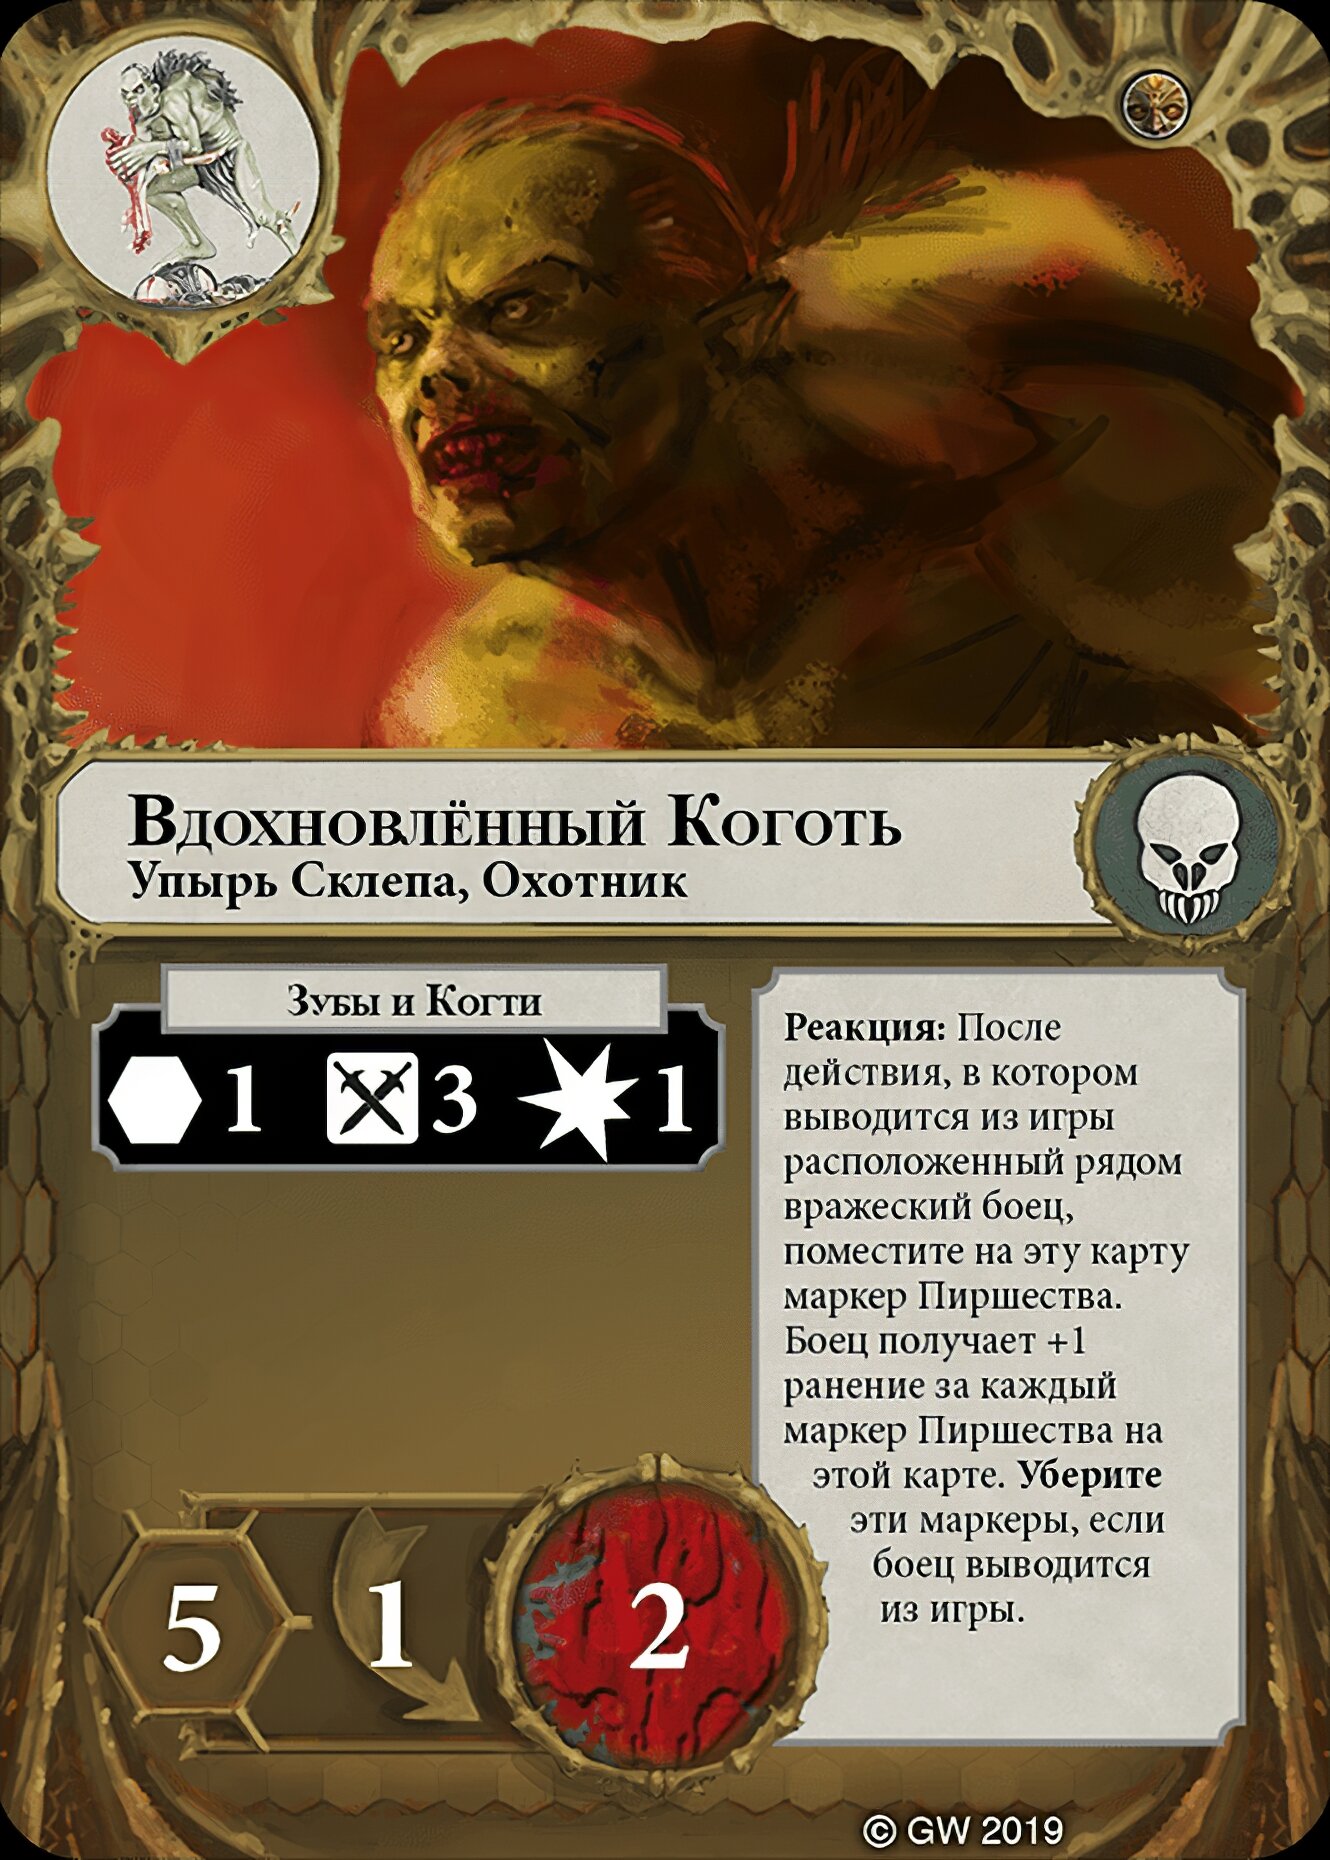 Вдохновлённый Коготь
Упырь Склепа, Охотник
Зубы и Когти
1 3 1
Реакция: После
действия, в котором
выводится из игры
расположенный рядом
вражеский боец,
поместите на эту карту
маркер Пиршества.
Боец получает +1
ранение за каждый
маркер Пиршества на
этой карте. Уберите
эти маркеры, если
боец выводится
из игры.
5 1 2
© GW 2019